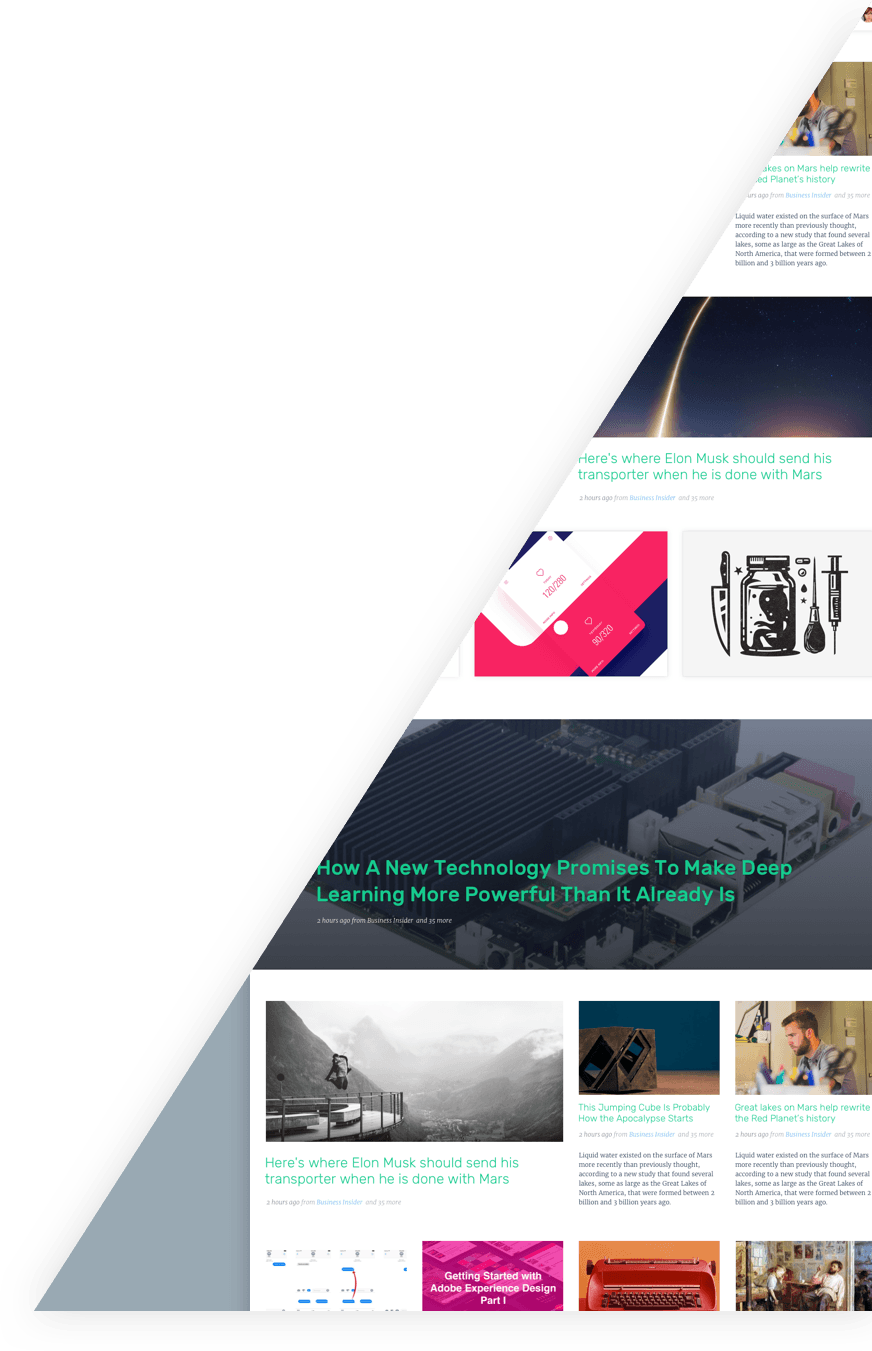 akes on Mars help rewrite
ed Planet's history
ago from Business Insider and 35 more
Liquid water existed on the surface of Mars
more recently than previously thought,
according to a new study that found several
lakes, some as large as the Great Lakes of
North America, that were formed between 2
billion and 3 billion years ago.
Here's where Elon Musk should send his
transporter when he is done with Mars
2 hours ago from Business Insider and 35 more
120/280
90/320
How A New Technology Promises To Make Deep
Learning More Powerful Than It Already Is
2 hours ago from Business Insider and 35 more
Here's where Elon Musk should send his
transporter when he is done with Mars
2 hours ago from Business Insider and 35 more
This Jumping Cube Is Probably
How the Apocalypse Starts
2 hours ago from Business Insider and 35 more
Liquid water existed on the surface of Mars
more recently than previously thought,
according to a new study that found several
lakes, some as large as the Great Lakes of
North America, that were formed between 2
billion and 3 billion years ago.
Great lakes on Mars help rewrite
the Red Planet's history
2 hours ago from Business Insider and 35 more
Liquid water existed on the surface of Mars
more recently than previously thought,
according to a new study that found several
lakes, some as large as the Great Lakes of
North America, that were formed between 2
billion and 3 billion years ago.
Getting Started with
Adobe Experience Design
Part I